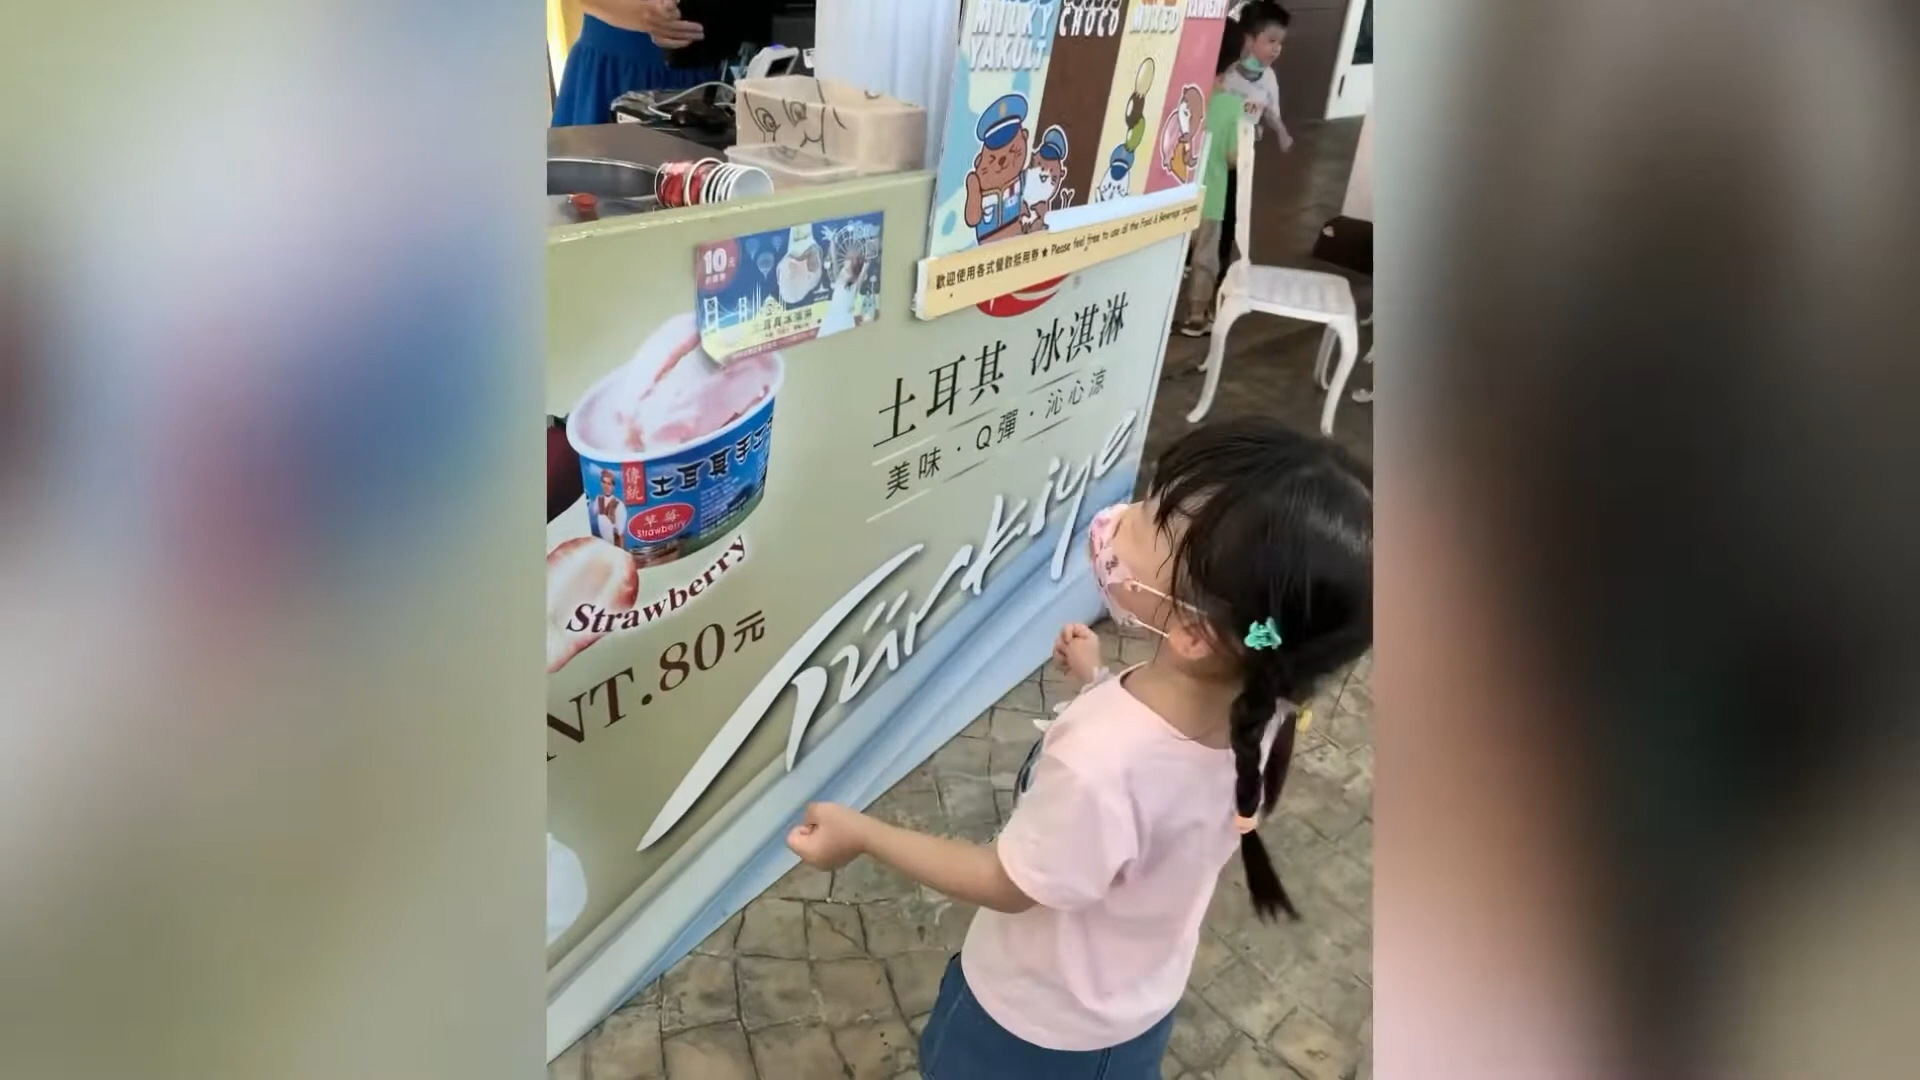 MILKY
YAKULT
CHOCO
MIXED
歡迎使用各式餐飲抵用券★Please feel free to use all the Food & Beverage coupons
10元
土耳其冰淇淋
土耳其 冰淇淋
美味·Q彈·沁心涼
Türkiye
傳統
土耳其手工
草莓
Strawberry
Strawberry
NT.80元